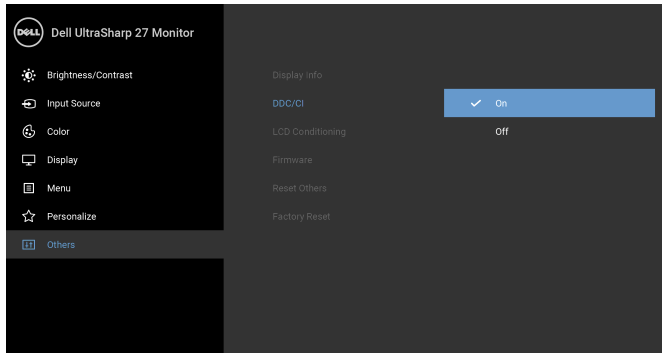 DELL
Dell UltraSharp 27 Monitor
Brightness/Contrast
Input Source
Color
Display
Menu
Personalize
Others
Display Info
DDC/CI
LCD Conditioning
Firmware
Reset Others
Factory Reset
On
Off